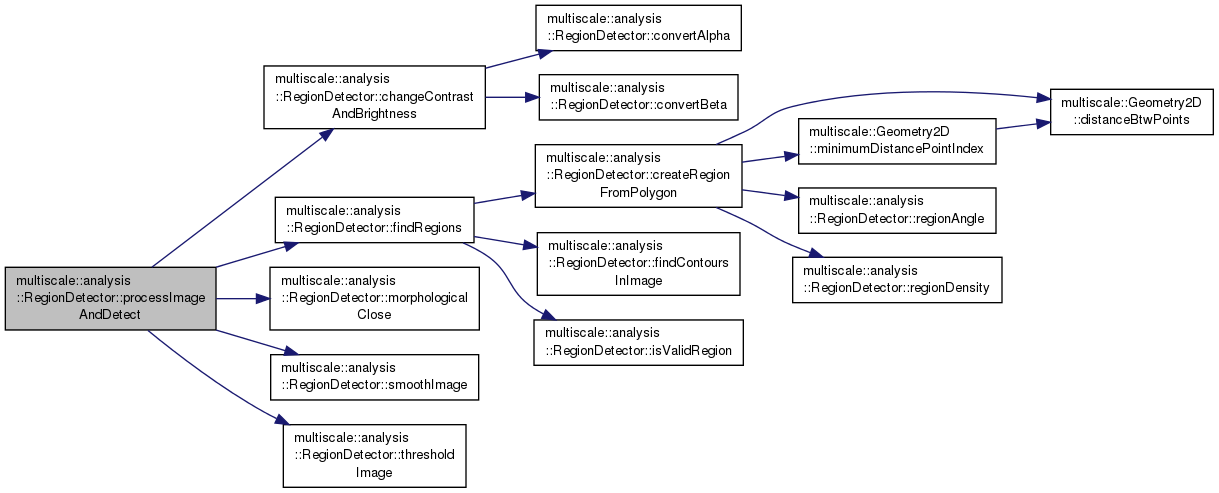 multiscale::analysis
::RegionDetector::processImage
AndDetect
multiscale::analysis
::RegionDetector::changeContrast
AndBrightness
multiscale::analysis
::RegionDetector::convertAlpha
multiscale::analysis
::RegionDetector::convertBeta
multiscale::analysis
::RegionDetector::findRegions
multiscale::analysis
::RegionDetector::createRegion
FromPolygon
multiscale::Geometry2D
::distanceBtwPoints
multiscale::Geometry2D
::minimumDistancePointIndex
multiscale::analysis
::RegionDetector::regionAngle
multiscale::analysis
::RegionDetector::regionDensity
multiscale::analysis
::RegionDetector::findContours
InImage
multiscale::analysis
::RegionDetector::isValidRegion
multiscale::analysis
::RegionDetector::morphological
Close
multiscale::analysis
::RegionDetector::smoothImage
multiscale::analysis
::RegionDetector::threshold
Image